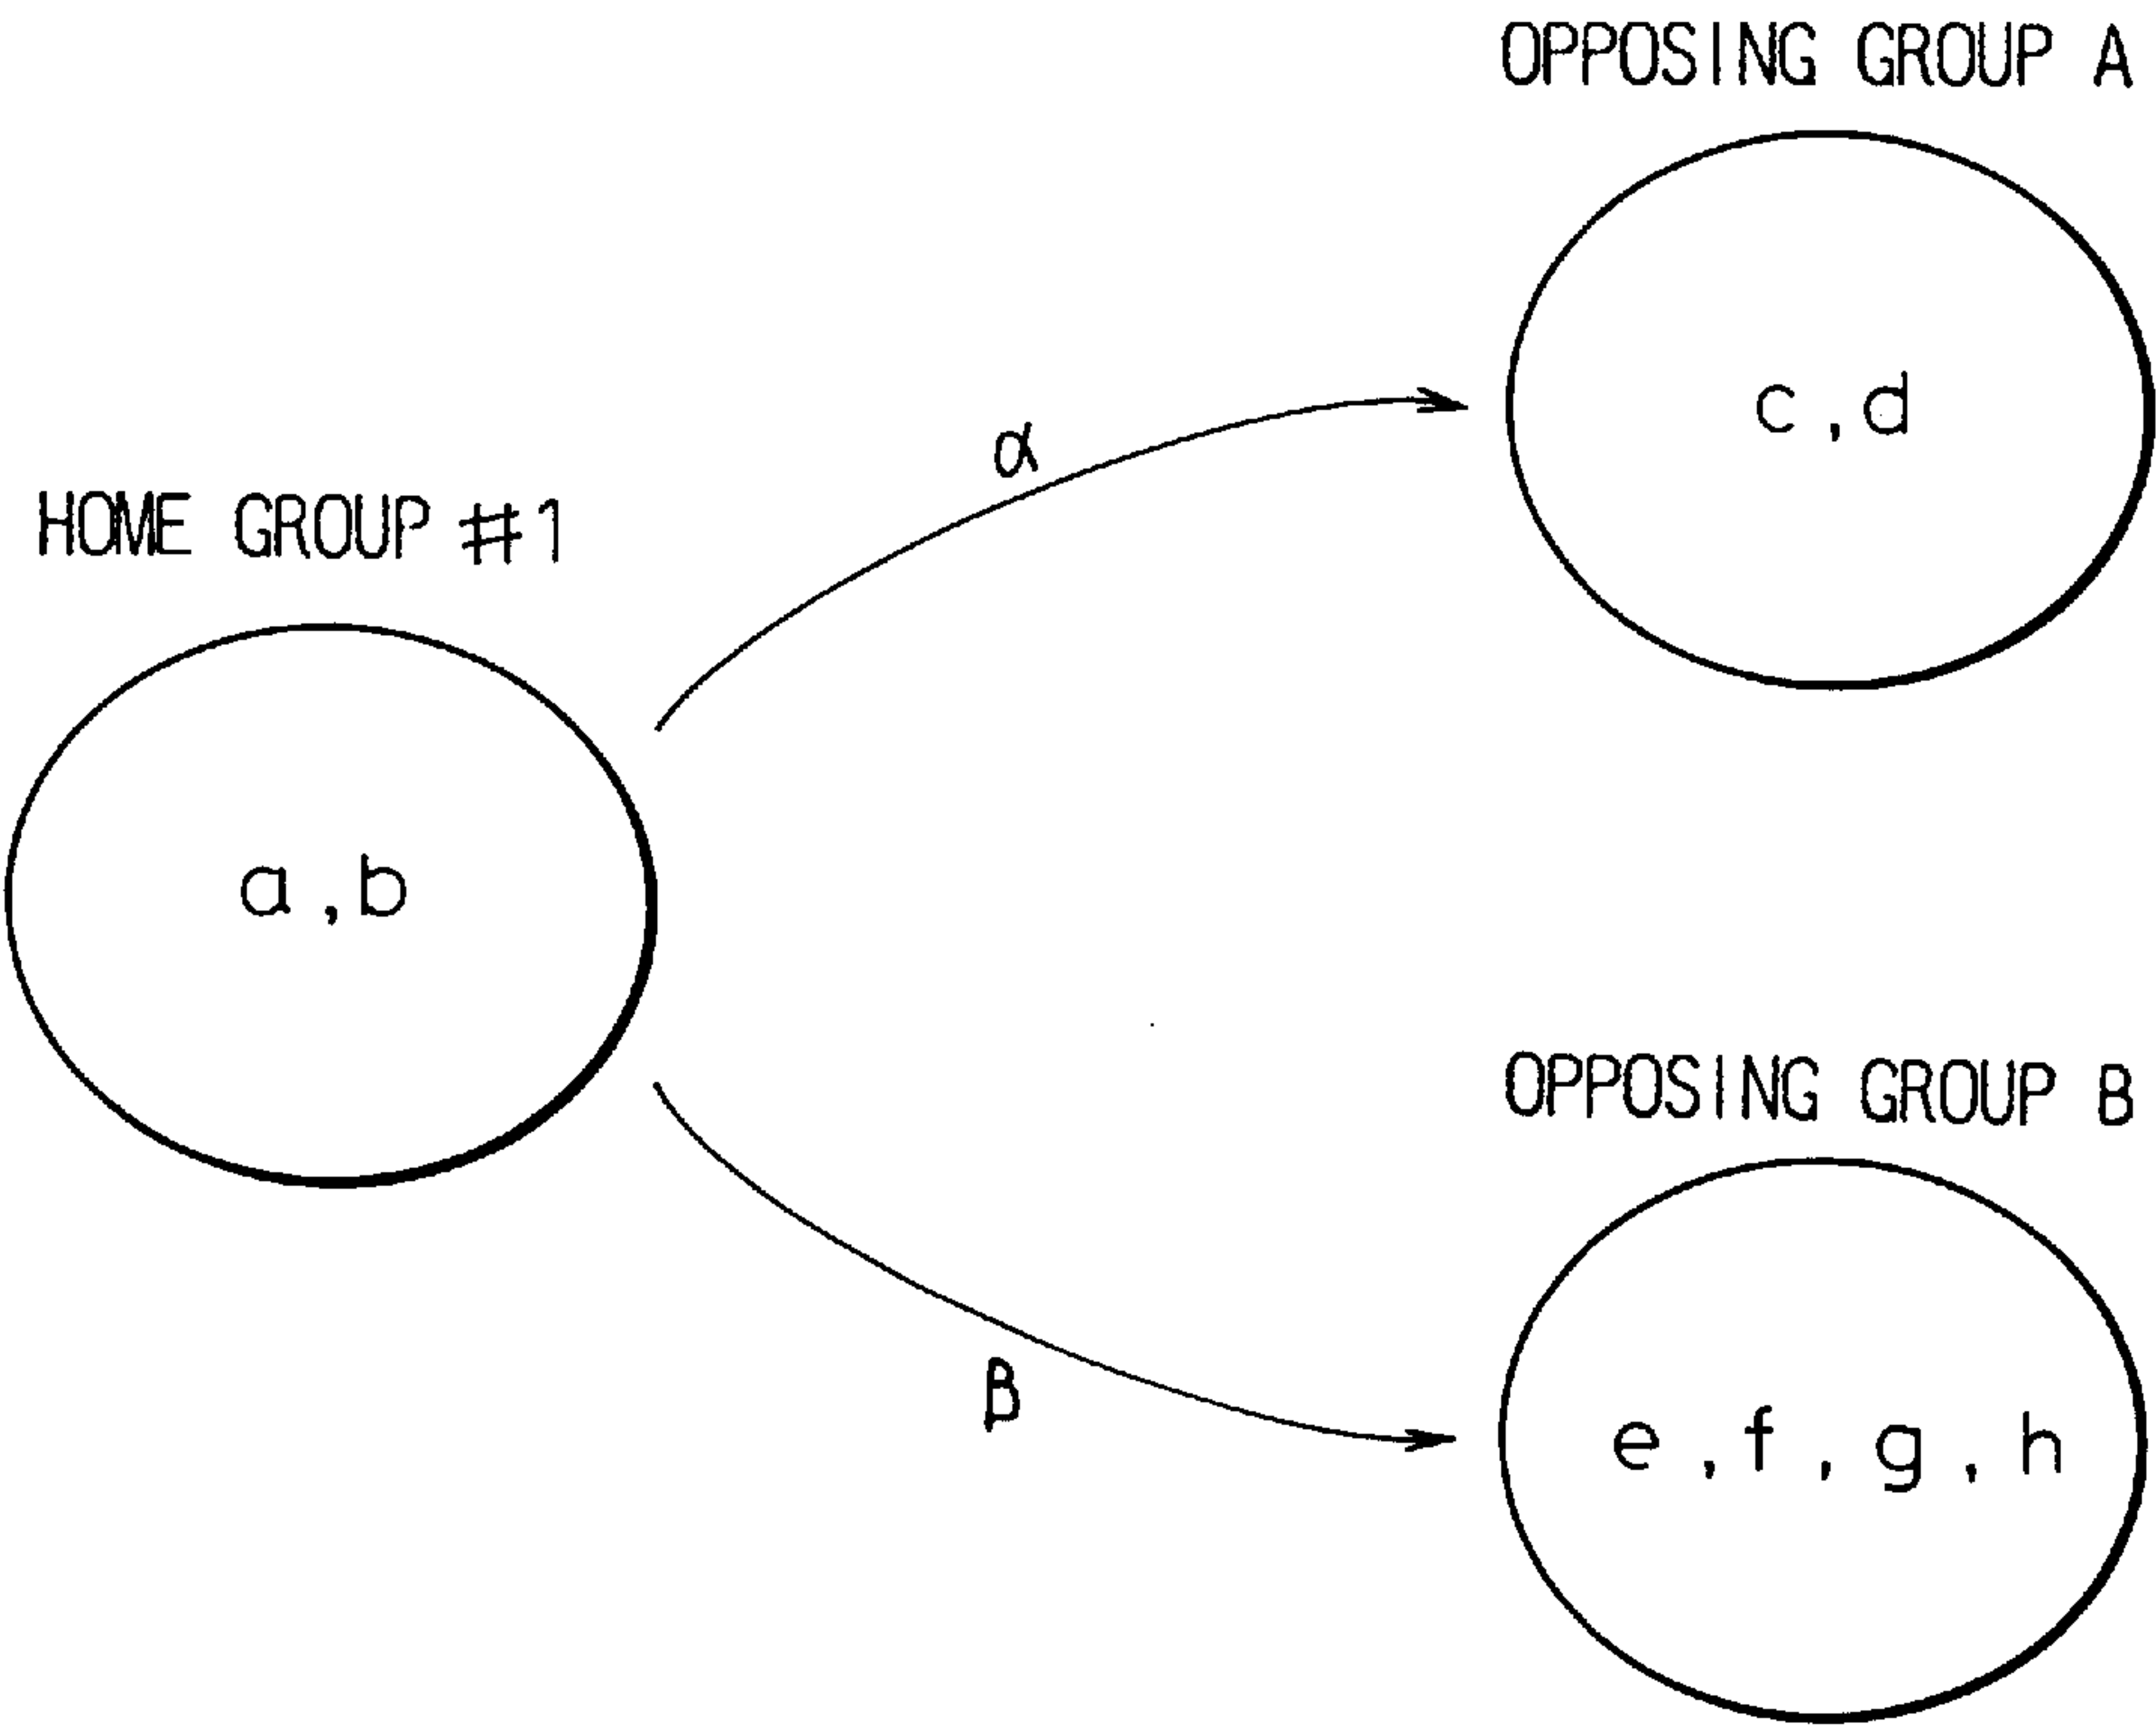 OPPOSING GROUP A
c,d
α
HOME GROUP #1
a,b
OPPOSING GROUP B
β
e,f,g,h